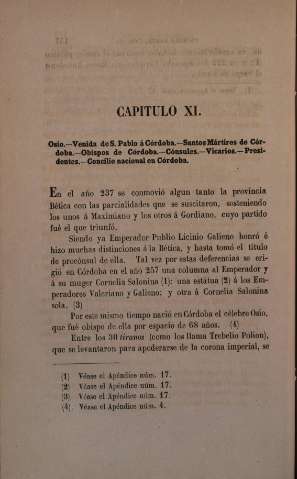 CAPITULO XI.
Osio.—Venida de S. Pablo á Córdoba.—Santos Mártires de Cór-
doba.—Obispos de Córdoba.—Cónsules.—Vicarios.—Presi-
dentes.—Concilio nacional en Córdoba.
En el año 237 se conmovió algun tanto la provincia
Bética con las parcialidades que se suscitaron, sosteniendo
los unos á Maximiano y los otros á Gordiano, cuyo partido
fué el que triunfó.
Siendo ya Emperador Publio Licinio Galieno honró é
hizo muchas distinciones á la Bética, y hasta tomó el título
de procónsul de ella. Tal vez por estas deferencias se eri-
gió en Córdoba en el año 257 una columna al Emperador y
á su muger Cornelia Salonina (1); una estátua (2) á los Em-
peradores Valeriano y Galieno; y otra á Cornelia Salonina
sola. (3)
Por este mismo tiempo nació en Córdoba el célebre Osio,
que fué obispo de ella por espacio de 68 años. (4)
Entre los 30 tiranos (como los llama Trebelio Polion),
que se levantaron para apoderarse de la corona imperial, se
(1) Véase el Apéndice núm. 17.
(2) Véase el Apéndice núm. 17.
(3) Véase el Apéndice núm. 17.
(4) Véase el Apéndice núm. 4.